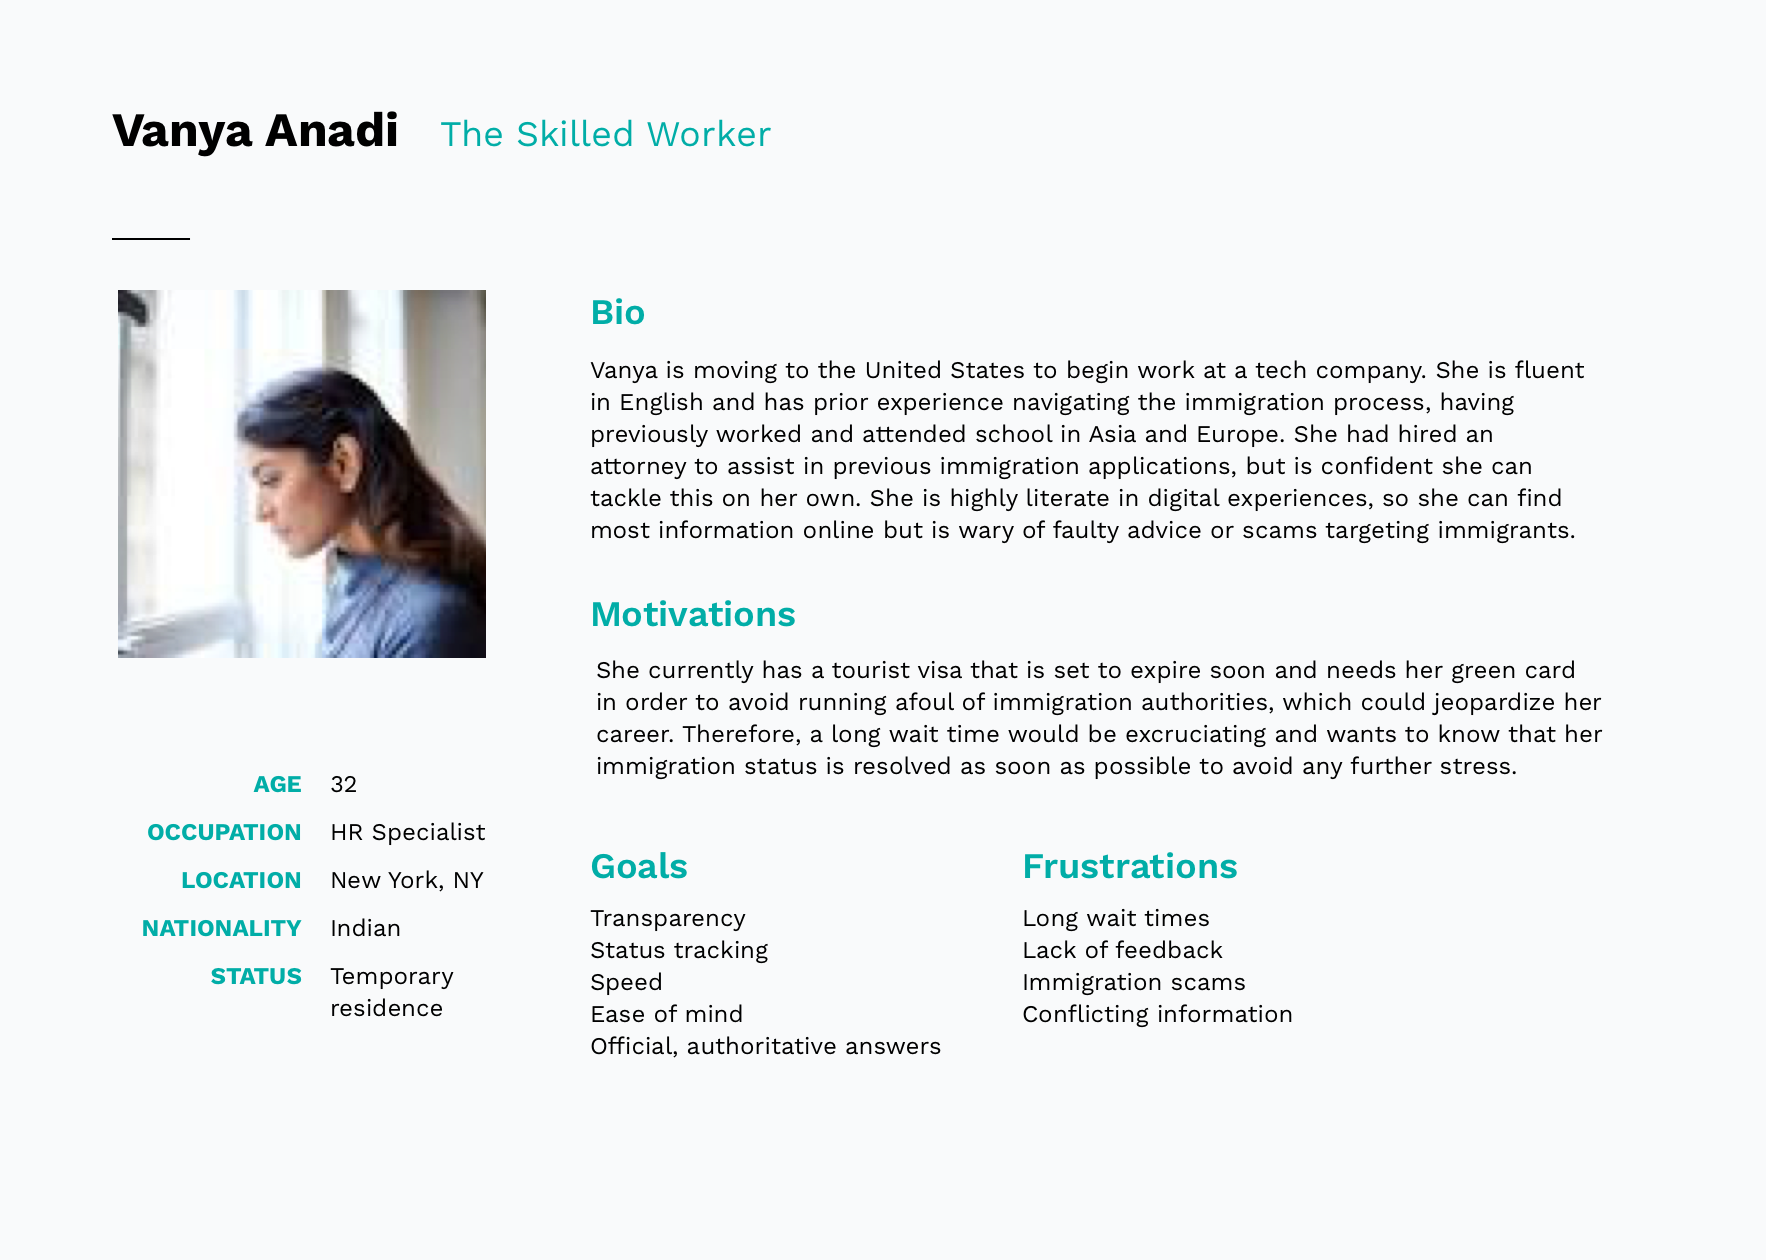 Vanya Anadi The Skilled Worker
Bio
Vanya is moving to the United States to begin work at a tech company. She is fluent
in English and has prior experience navigating the immigration process, having
previously worked and attended school in Asia and Europe. She had hired an
attorney to assist in previous immigration applications, but is confident she can
tackle this on her own. She is highly literate in digital experiences, so she can find
most information online but is wary of faulty advice or scams targeting immigrants.
Motivations
She currently has a tourist visa that is set to expire soon and needs her green card
in order to avoid running afoul of immigration authorities, which could jeopardize her
career. Therefore, a long wait time would be excruciating and wants to know that her
immigration status is resolved as soon as possible to avoid any further stress.
AGE 32
OCCUPATION HR Specialist
LOCATION New York, NY
NATIONALITY Indian
STATUS Temporary
residence
Goals
Transparency
Status tracking
Speed
Ease of mind
Official, authoritative answers
Frustrations
Long wait times
Lack of feedback
Immigration scams
Conflicting information